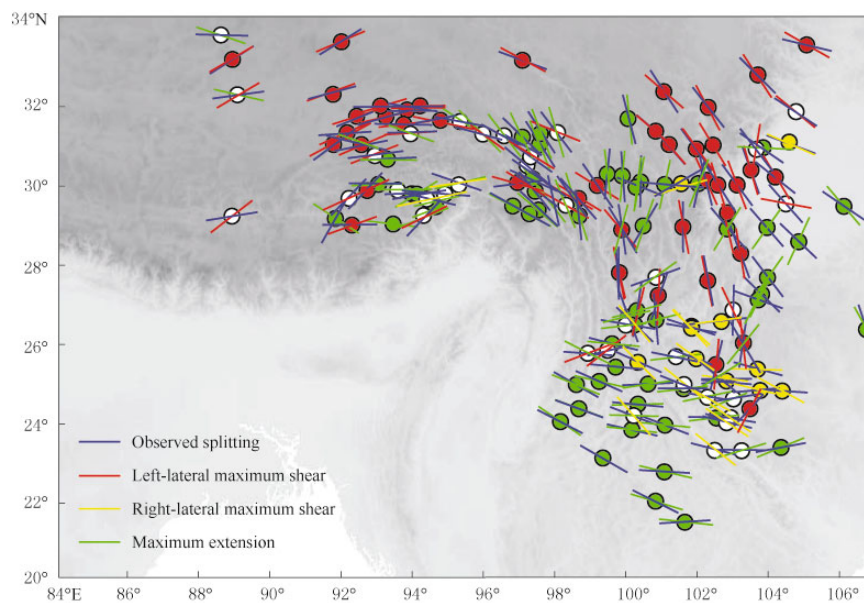 34°N
32°
30°
28°
26°
24°
22°
20°
Observed splitting
Left-lateral maximum shear
Right-lateral maximum shear
Maximum extension
84°E 86° 88° 90° 92° 94° 96° 98° 100° 102° 104° 106°